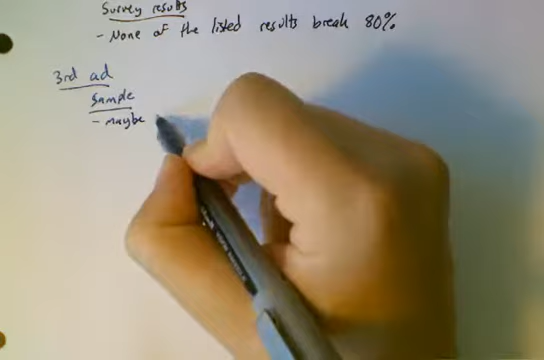 Survey results
- None of the listed results break 80%
3rd ad
Sample
- maybe